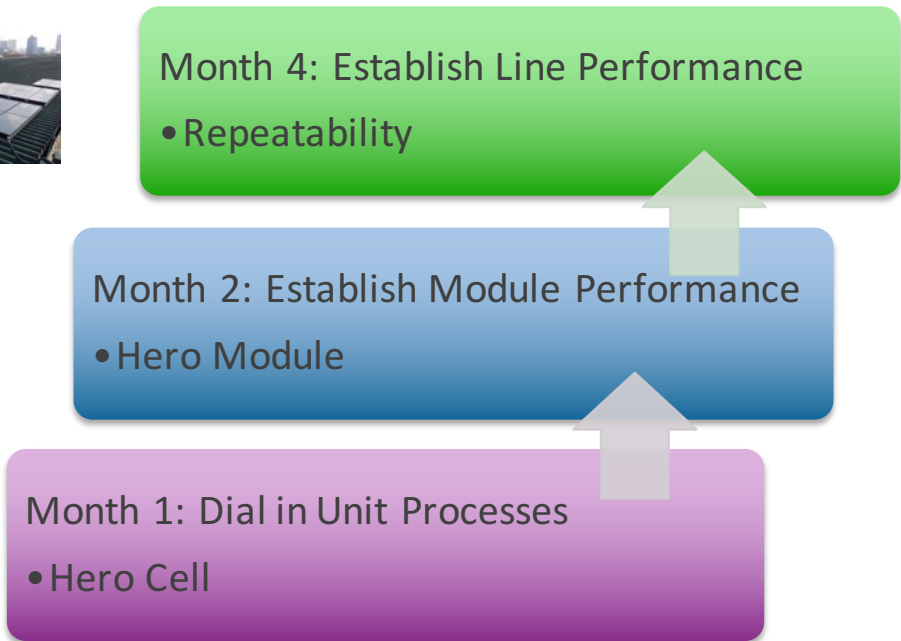 Month 4: Establish Line Performance
•Repeatability
Month 2: Establish Module Performance
•Hero Module
Month 1: Dial in Unit Processes
•Hero Cell